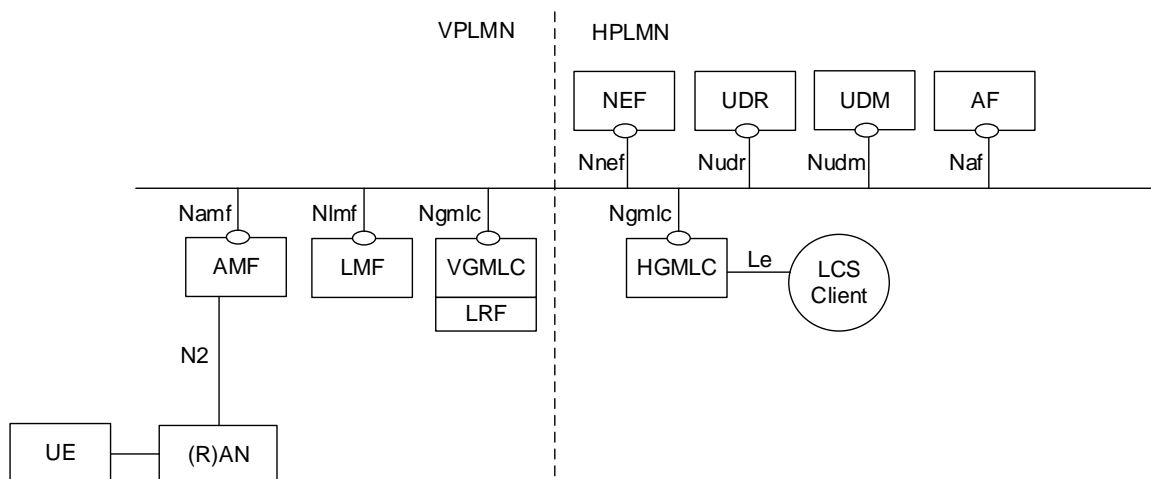 VPLMN
HPLMN
NEF
UDR
UDM
AF
Nnef
Nudr
Nudm
Naf
Namf
Nlmf
Ngmlc
Ngmlc
AMF
LMF
VGMLC
LRF
HGMLC
Le
LCS
Client
N2
UE
(R)AN